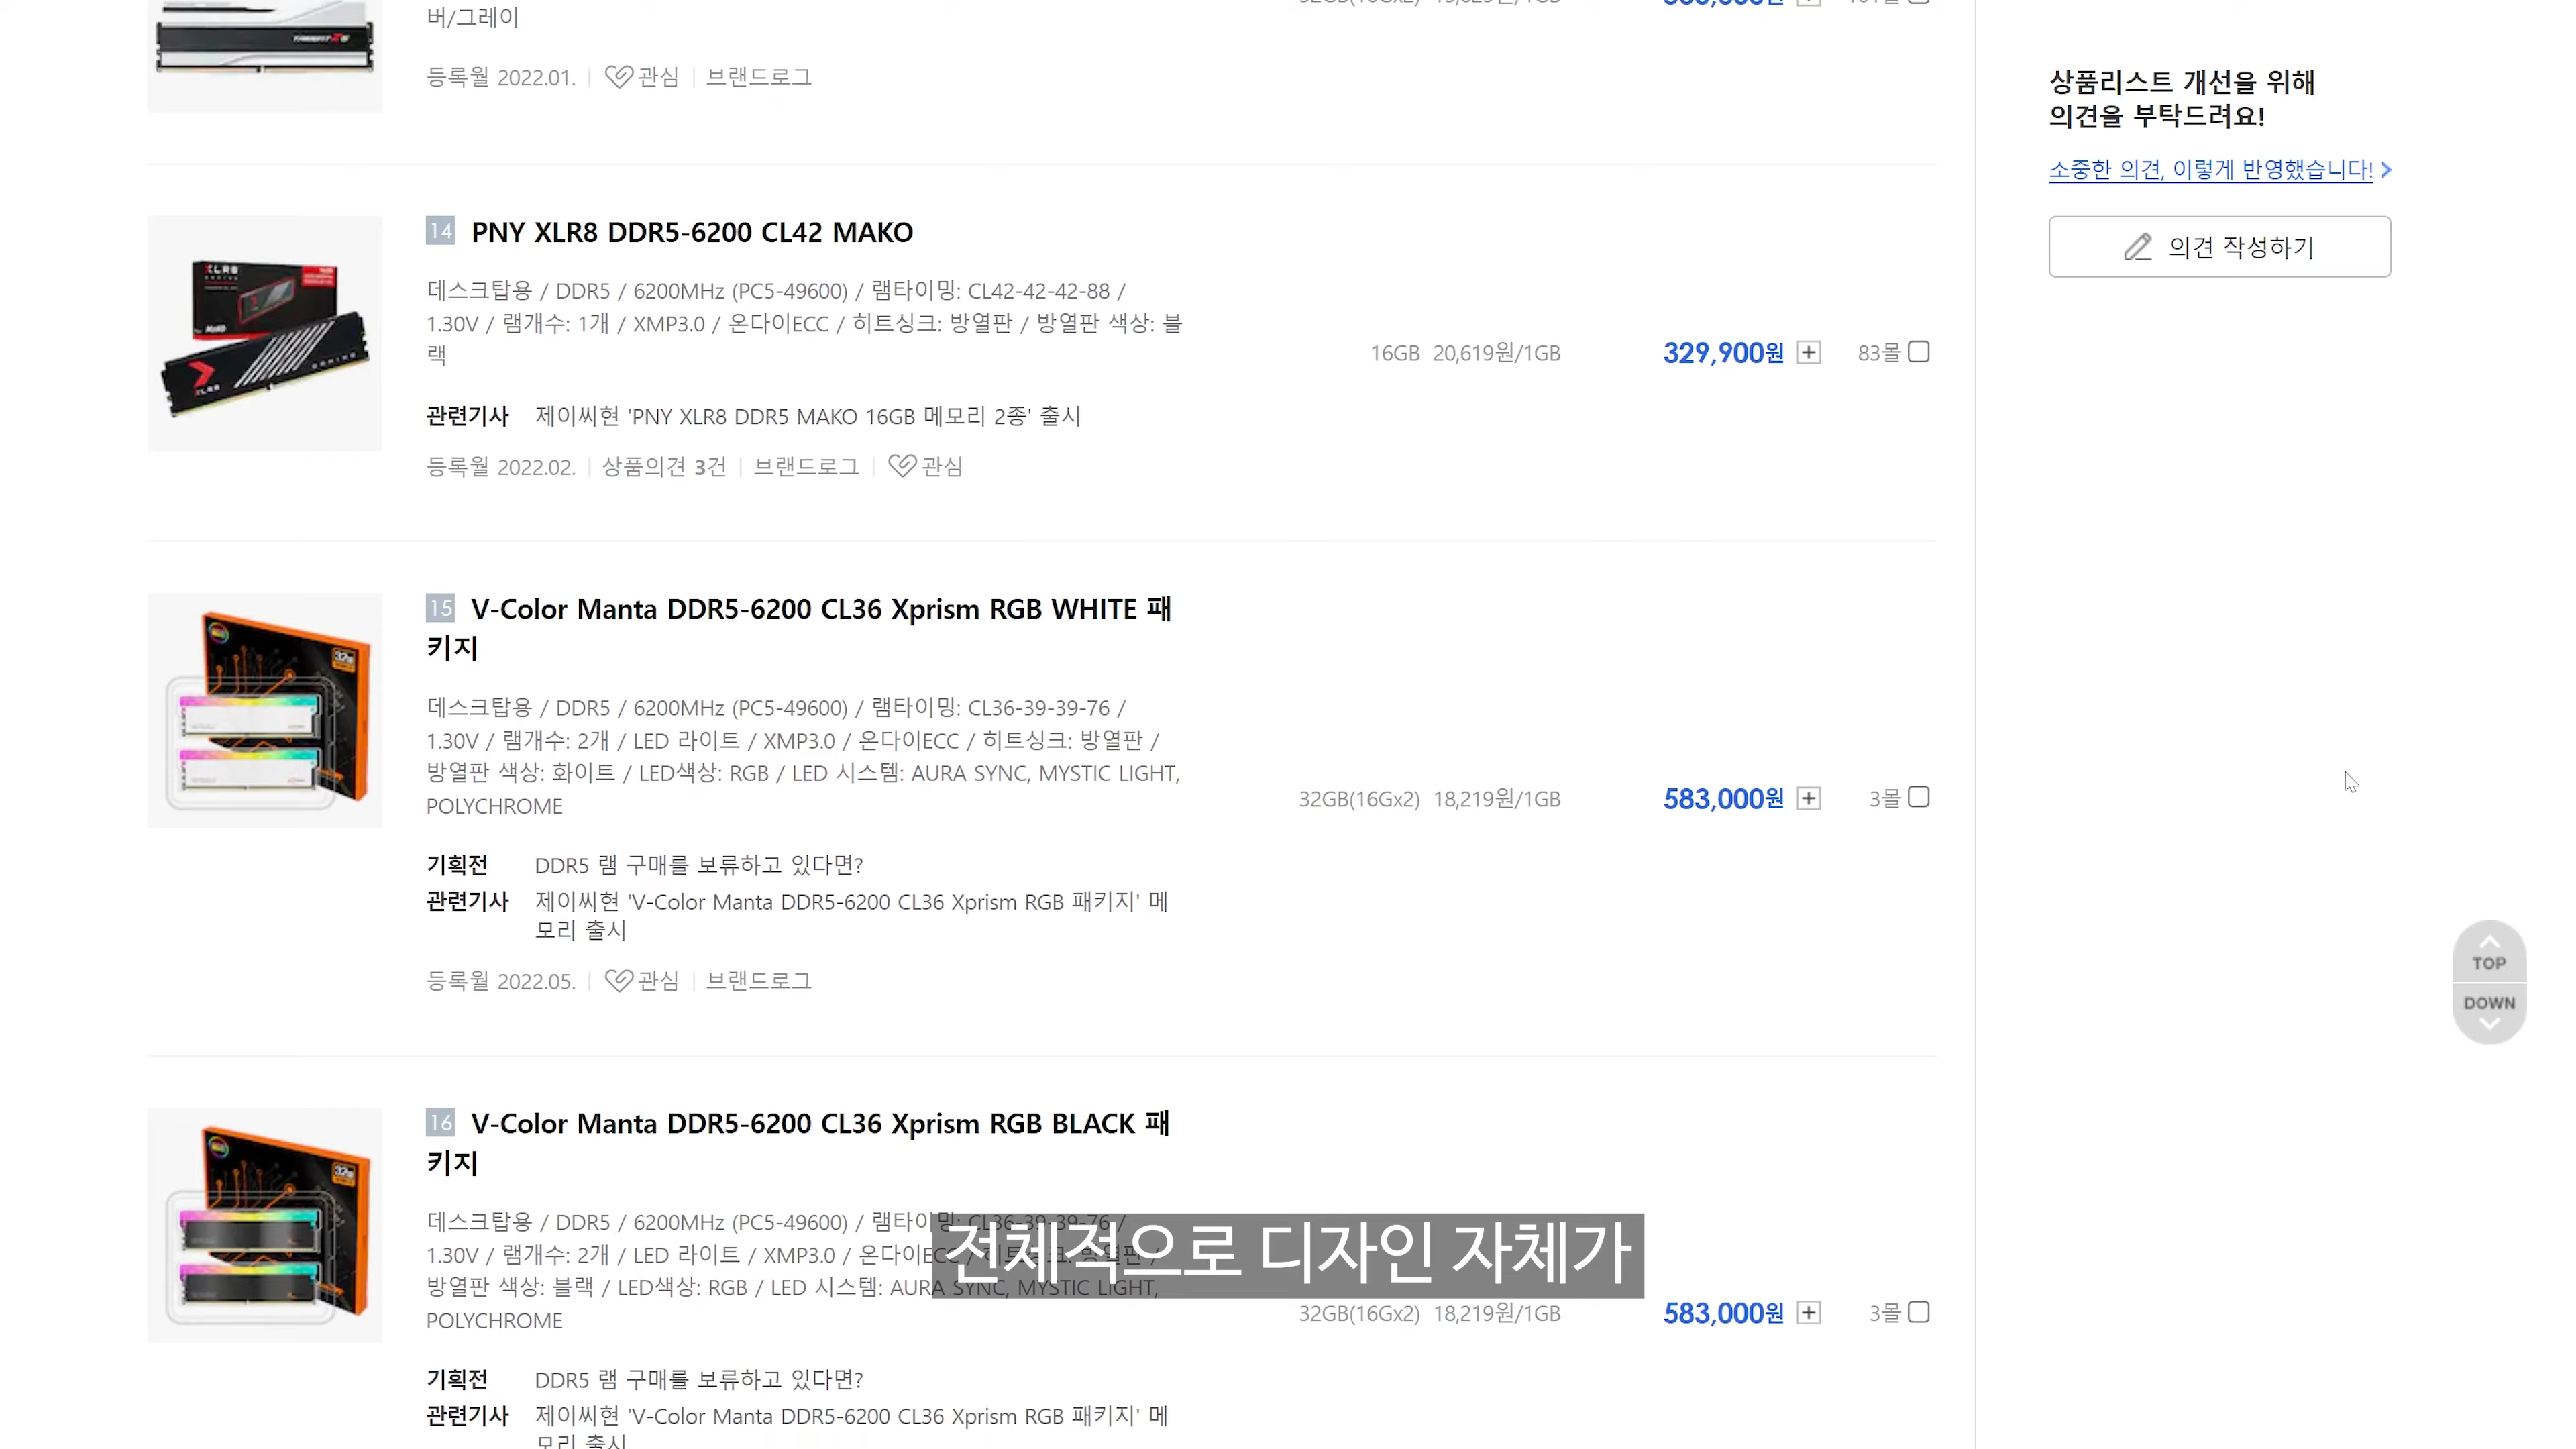 버/그레이
등록월 2022.01. 관심 브랜드로그
상품리스트 개선을 위해
의견을 부탁드려요!
소중한 의견, 이렇게 반영했습니다!
의견 작성하기
14 PNY XLR8 DDR5-6200 CL42 MAKO
데스크탑용 / DDR5 / 6200MHz (PC5-49600) / 램타이밍: CL42-42-42-88 /
1.30V / 램개수: 1개 / XMP3.0 / 온다이ECC / 히트싱크: 방열판 / 방열판 색상: 블
랙
16GB 20,619원/1GB 329,900원 83몰
관련기사 제이씨현 'PNY XLR8 DDR5 MAKO 16GB 메모리 2종' 출시
등록월 2022.02. 상품의견 3건 브랜드로그 관심
15 V-Color Manta DDR5-6200 CL36 Xprism RGB WHITE 패
키지
데스크탑용 / DDR5 / 6200MHz (PC5-49600) / 램타이밍: CL36-39-39-76 /
1.30V / 램개수: 2개 / LED 라이트 / XMP3.0 / 온다이ECC / 히트싱크: 방열판 /
방열판 색상: 화이트 / LED색상: RGB / LED 시스템: AURA SYNC, MYSTIC LIGHT,
POLYCHROME
32GB(16Gx2) 18,219원/1GB 583,000원 3몰
기획전 DDR5 램 구매를 보류하고 있다면?
관련기사 제이씨현 'V-Color Manta DDR5-6200 CL36 Xprism RGB 패키지' 메
모리 출시
등록월 2022.05. 관심 브랜드로그
TOP
DOWN
16 V-Color Manta DDR5-6200 CL36 Xprism RGB BLACK 패
키지
데스크탑용 / DDR5 / 6200MHz (PC5-49600) / 램타이밍: CL36-39-39-76 /
1.30V / 램개수: 2개 / LED 라이트 / XMP3.0 / 온다이ECC / 히트싱크: 방열판 /
방열판 색상: 블랙 / LED색상: RGB / LED 시스템: AURA SYNC, MYSTIC LIGHT,
POLYCHROME
전체적으로 디자인 자체가
32GB(16Gx2) 18,219원/1GB 583,000원 3몰
기획전 DDR5 램 구매를 보류하고 있다면?
관련기사 제이씨현 'V-Color Manta DDR5-6200 CL36 Xprism RGB 패키지' 메
모리 출시